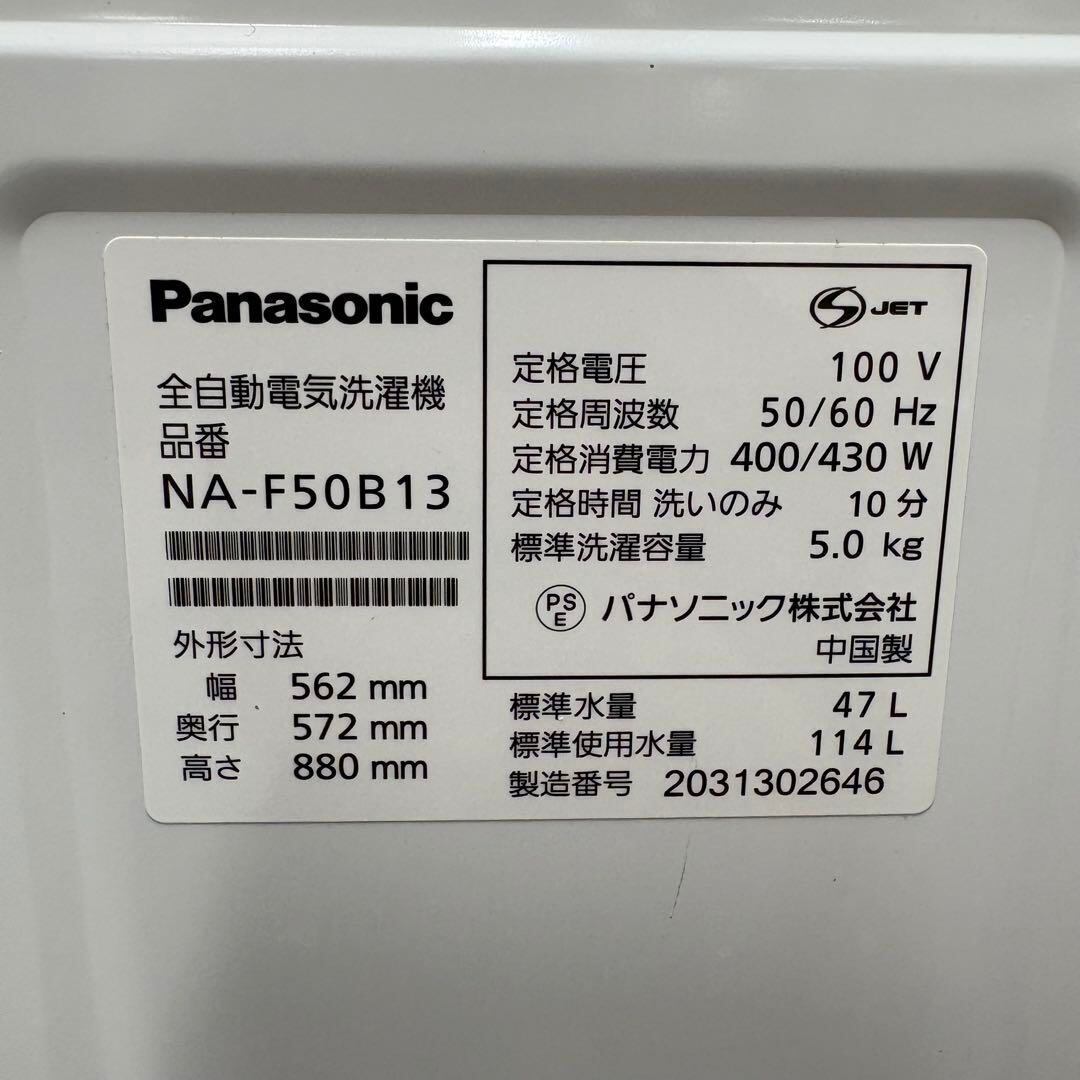 Panasonic
全自動電気洗濯機
品番
NA-F50B13
外形寸法
幅 562 mm
奥行 572 mm
高さ 880 mm
S JET
定格電圧 100 V
定格周波数 50/60 Hz
定格消費電力 400/430 W
定格時間 洗いのみ 10 分
標準洗濯容量 5.0 kg
PSE パナソニック株式会社
中国製
標準水量 47 L
標準使用水量 114 L
製造番号 2031302646